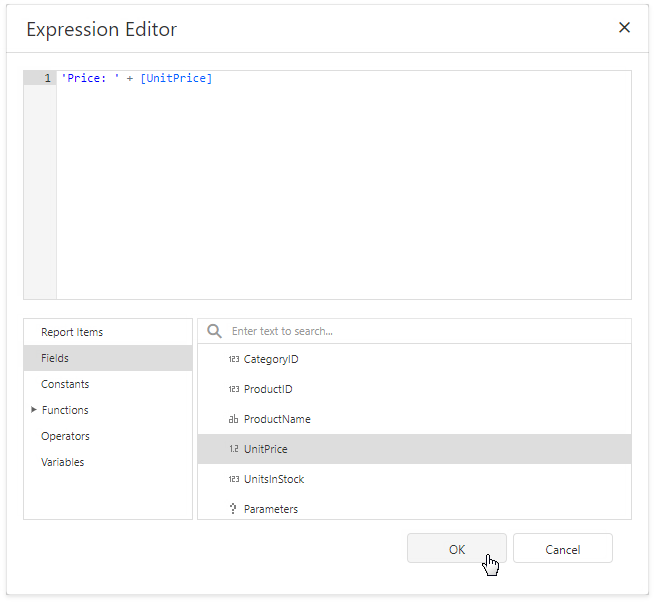 Expression Editor
1 'Price: ' + [UnitPrice]
Report Items
Fields
Constants
Functions
Operators
Variables
Enter text to search...
123 CategoryID
123 ProductID
ab ProductName
1.2 UnitPrice
123 UnitsInStock
? Parameters
OK
Cancel